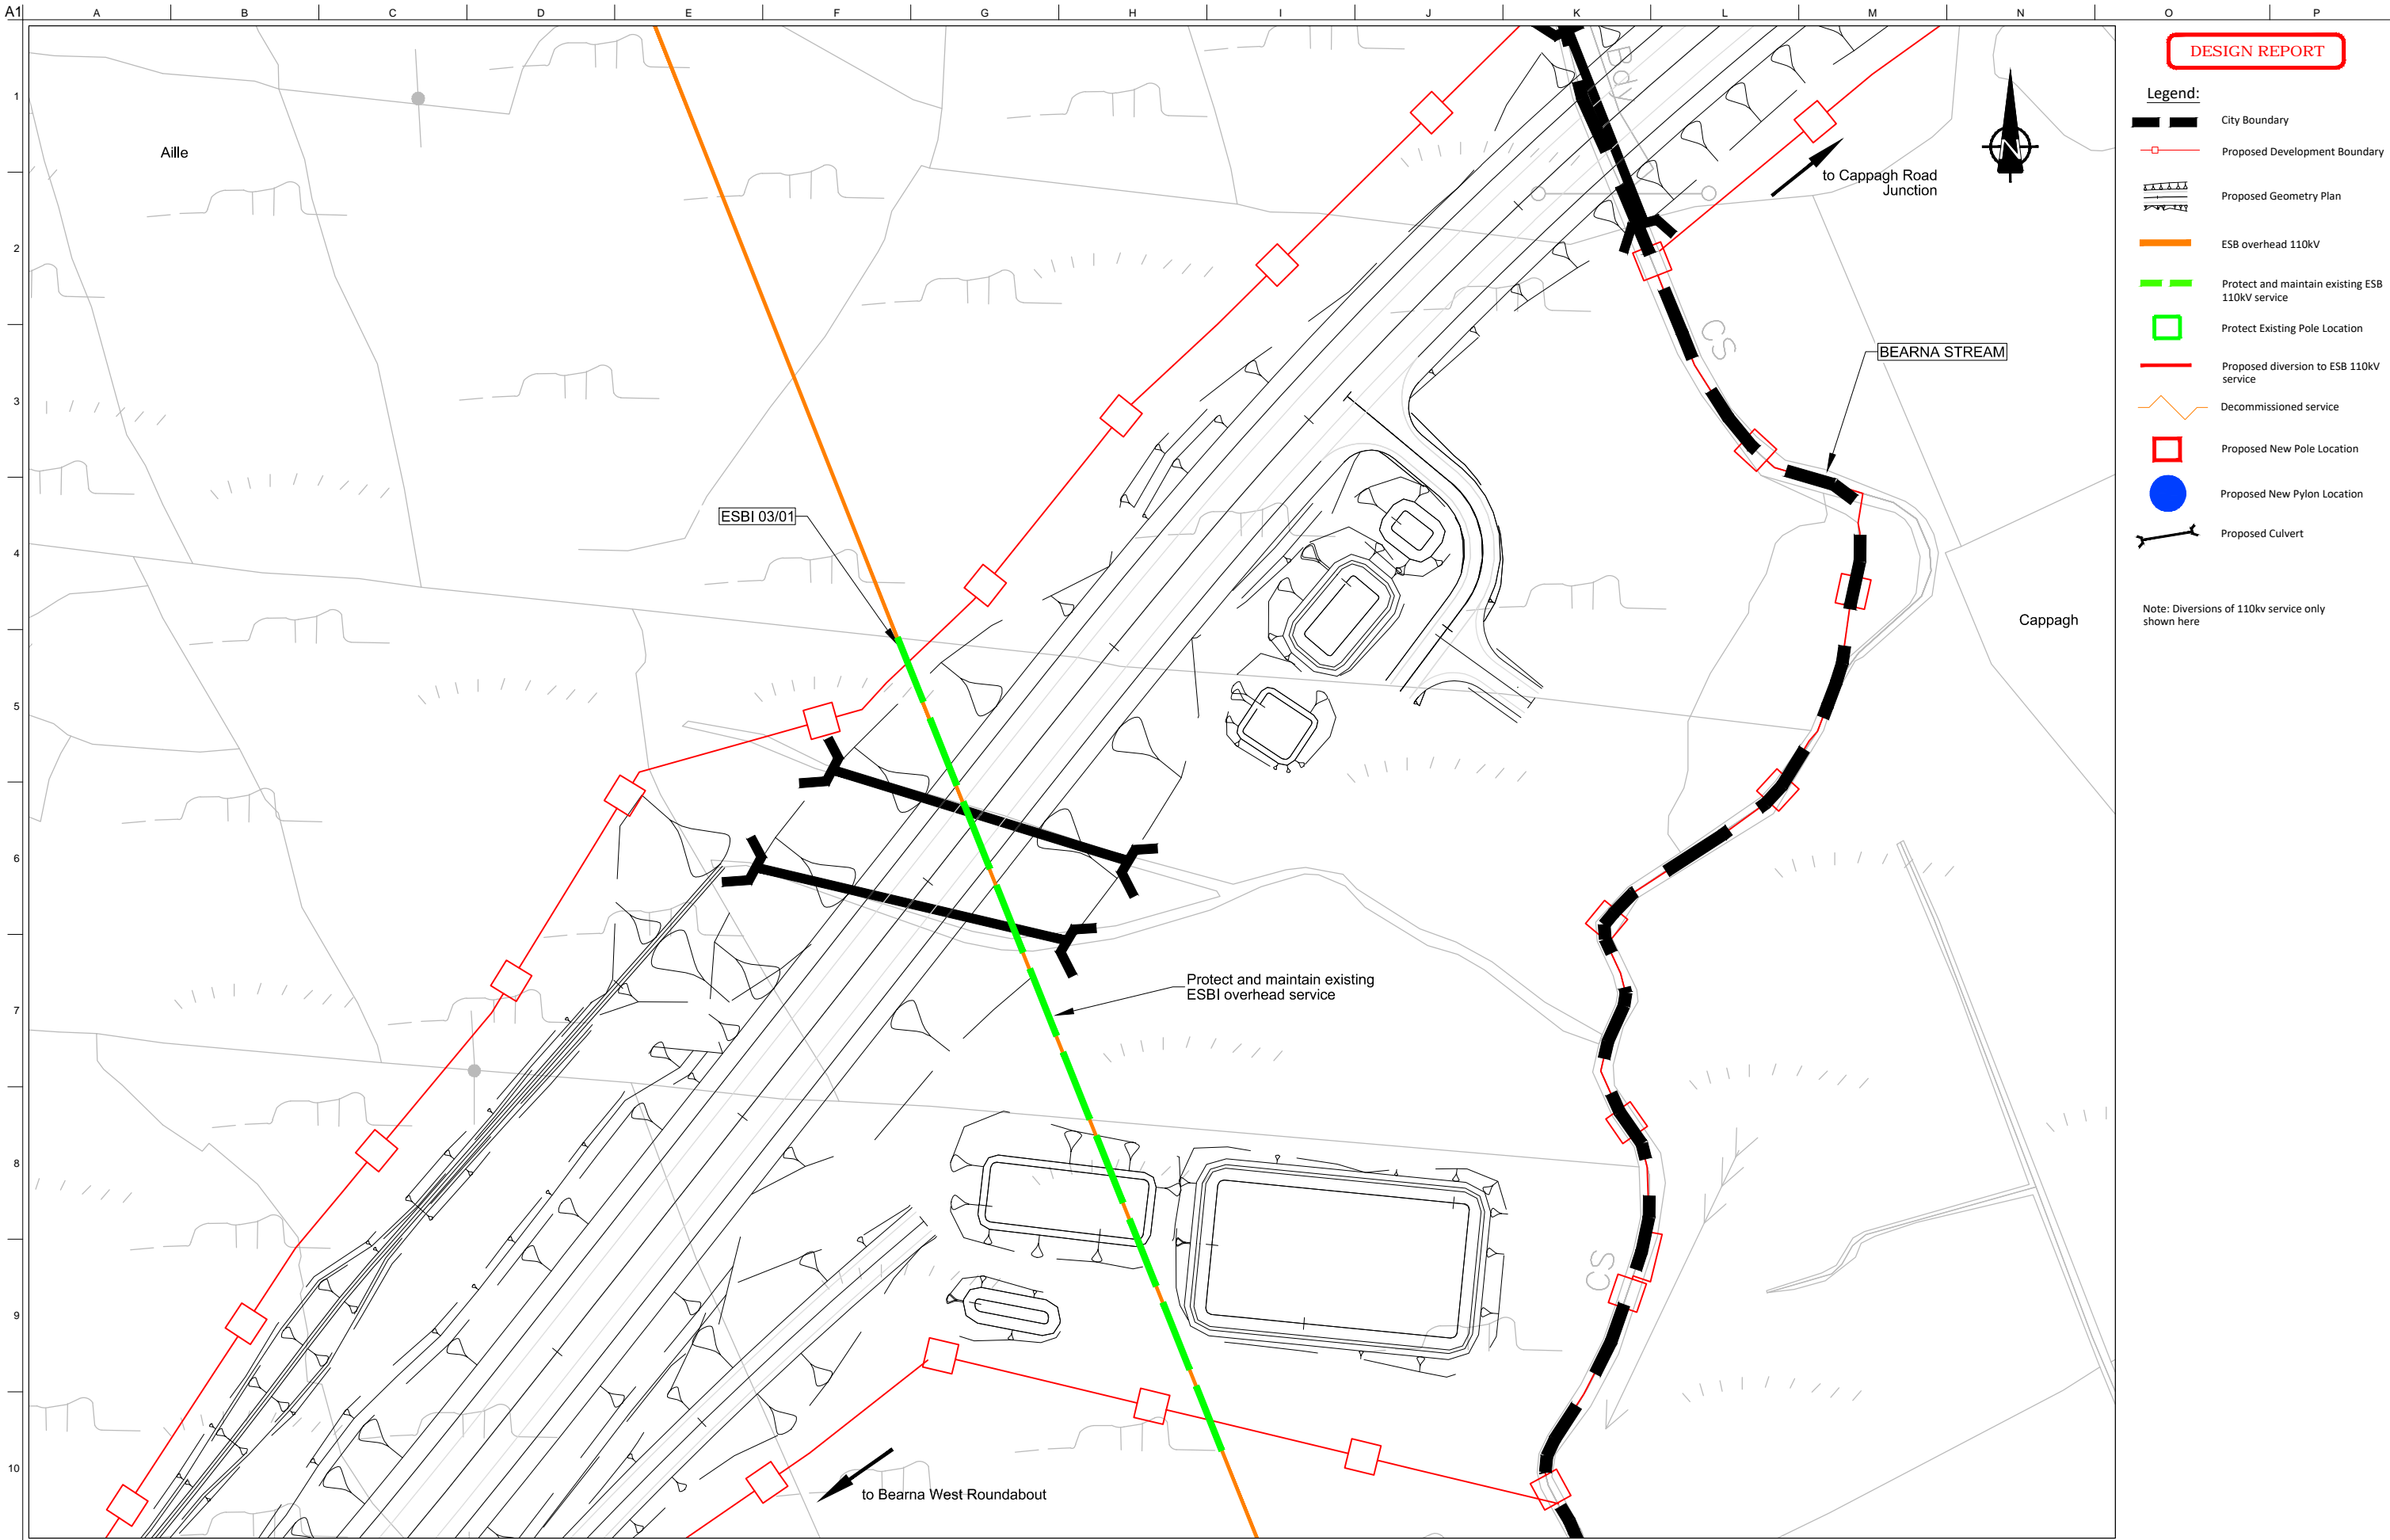 A1
A B C D E F G H I J K L M N O P
1
2
3
4
5
6
7
8
9
10
Aille
to Cappagh Road
Junction
CS
BEARNA STREAM
ESBI 03/01
Cappagh
Protect and maintain existing
ESBI overhead service
CS
to Bearna West Roundabout
DESIGN REPORT
Legend:
N
City Boundary
Proposed Development Boundary
Proposed Geometry Plan
ESB overhead 110kV
Protect and maintain existing ESB
110kV service
Protect Existing Pole Location
Proposed diversion to ESB 110kV
service
Decommissioned service
Proposed New Pole Location
Proposed New Pylon Location
Proposed Culvert
Note: Diversions of 110kv service only
shown here